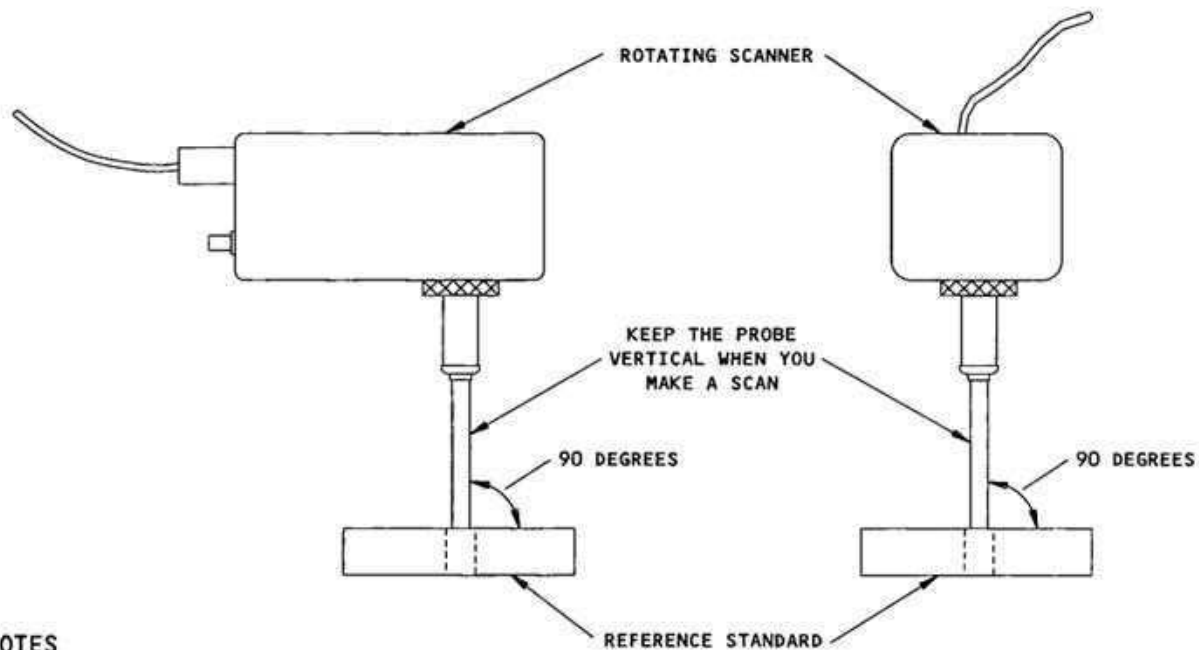 ROTATING SCANNER
KEEP THE PROBE
VERTICAL WHEN YOU
MAKE A SCAN
90 DEGREES
90 DEGREES
REFERENCE STANDARD